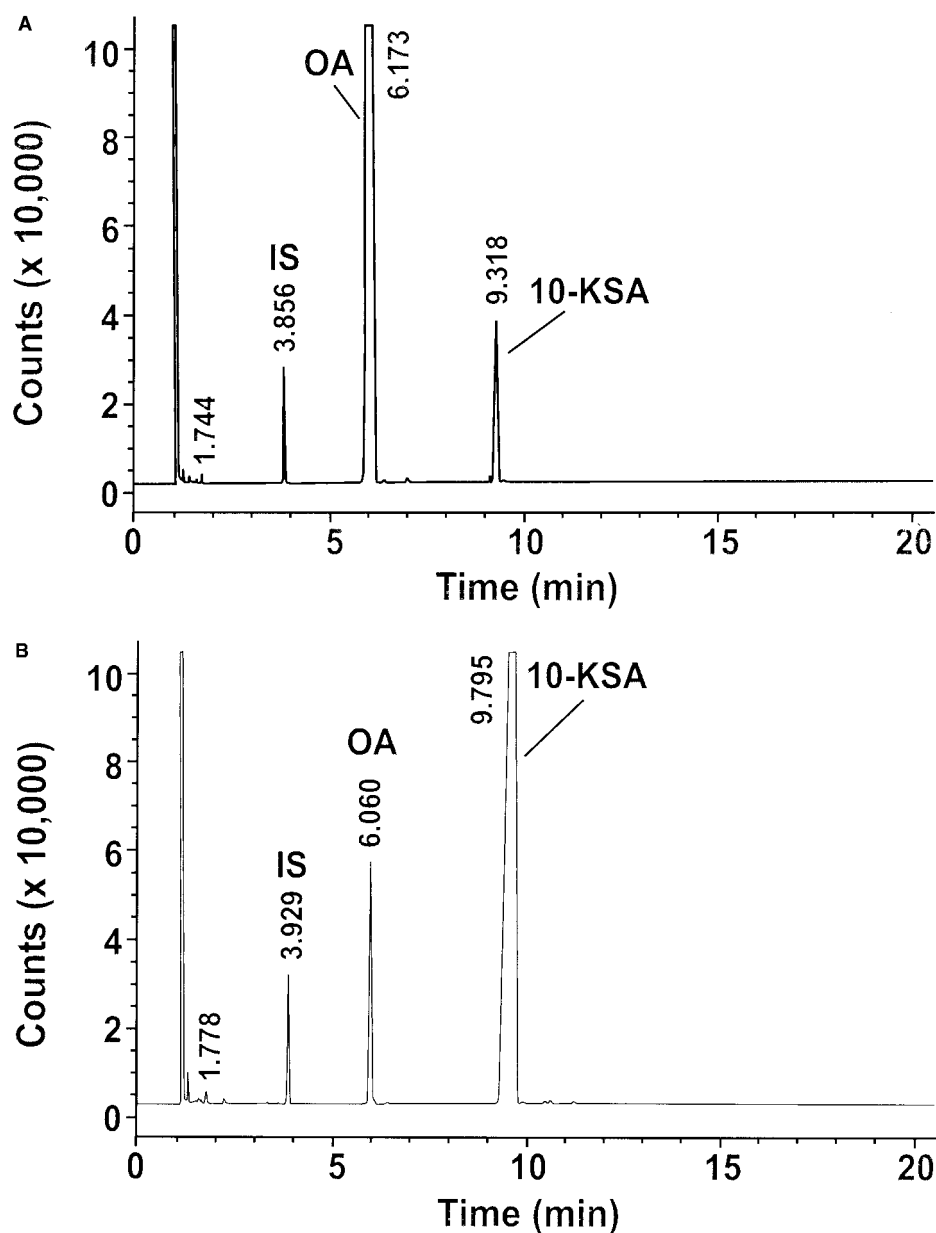 A
Counts (x 10,000)
10
8
6
4
2
0
1.744
IS
3.856
OA
6.173
9.318
10-KSA
0
5
10
15
20
Time (min)
B
Counts (x 10,000)
10
8
6
4
2
0
1.778
IS
3.929
OA
6.060
9.795
10-KSA
0
5
10
15
20
Time (min)